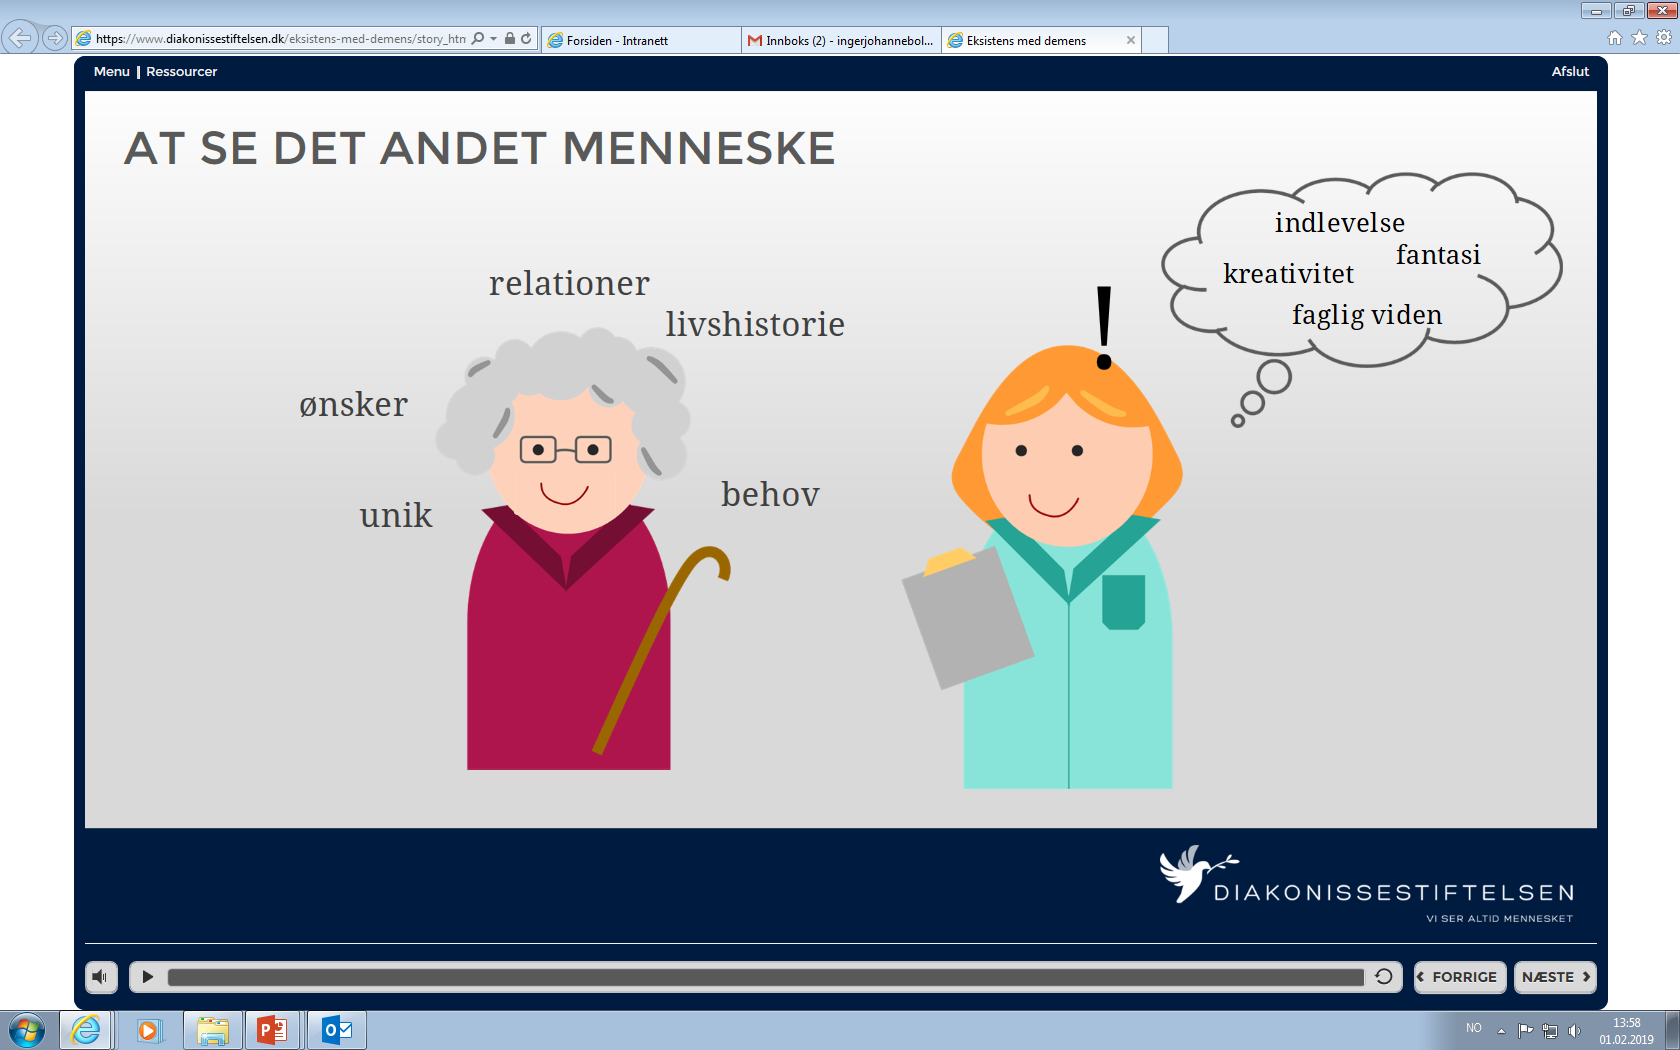 https://www.diakonissestiftelsen.dk/eksistens-med-demens/story_htn
Forsiden - Intranett
Innboks (2) - ingerjohannebol...
Eksistens med demens
Menu | Ressourcer
Afslut
AT SE DET ANDET MENNESKE
indlevelse
fantasi
kreativitet
faglig viden
relationer
livshistorie
!
ønsker
behov
unik
DIAKONISSESTIFTELSEN
VI SER ALTID MENNESKET
FORRIGE
NÆSTE
NO
13:58
01.02.2019